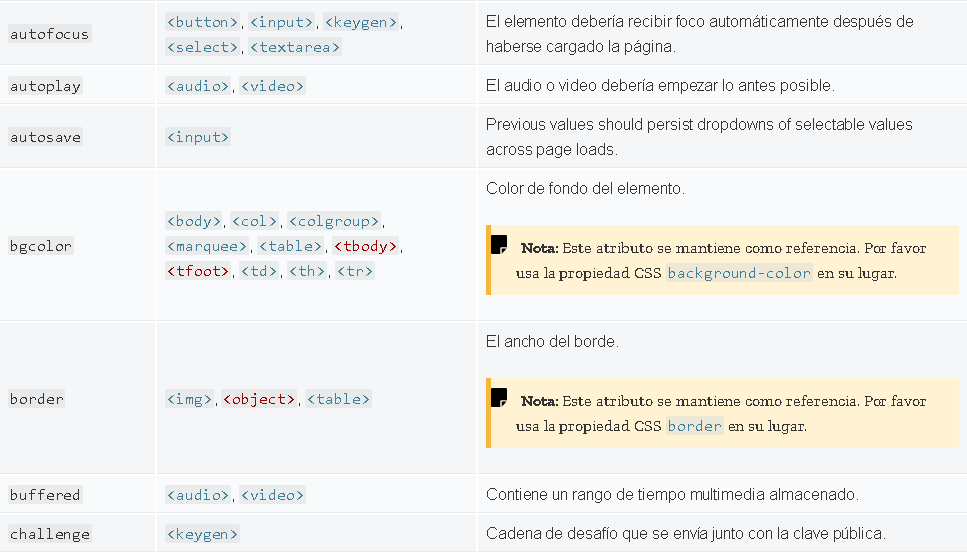 autofocus
<button>, <input>, <keygen>,
<select>, <textarea>
El elemento debería recibir foco automáticamente después de
haberse cargado la página.
autoplay
<audio>, <video>
El audio o video debería empezar lo antes posible.
autosave
<input>
Previous values should persist dropdowns of selectable values
across page loads.
bgcolor
<body>, <col>, <colgroup>,
<marquee>, <table>, <tbody>,
<tfoot>, <td>, <th>, <tr>
Color de fondo del elemento.
Nota: Este atributo se mantiene como referencia. Por favor
usa la propiedad CSS background-color en su lugar.
border
<img>, <object>, <table>
El ancho del borde.
Nota: Este atributo se mantiene como referencia. Por favor
usa la propiedad CSS border en su lugar.
buffered
<audio>, <video>
Contiene un rango de tiempo multimedia almacenado.
challenge
<keygen>
Cadena de desafío que se envía junto con la clave pública.